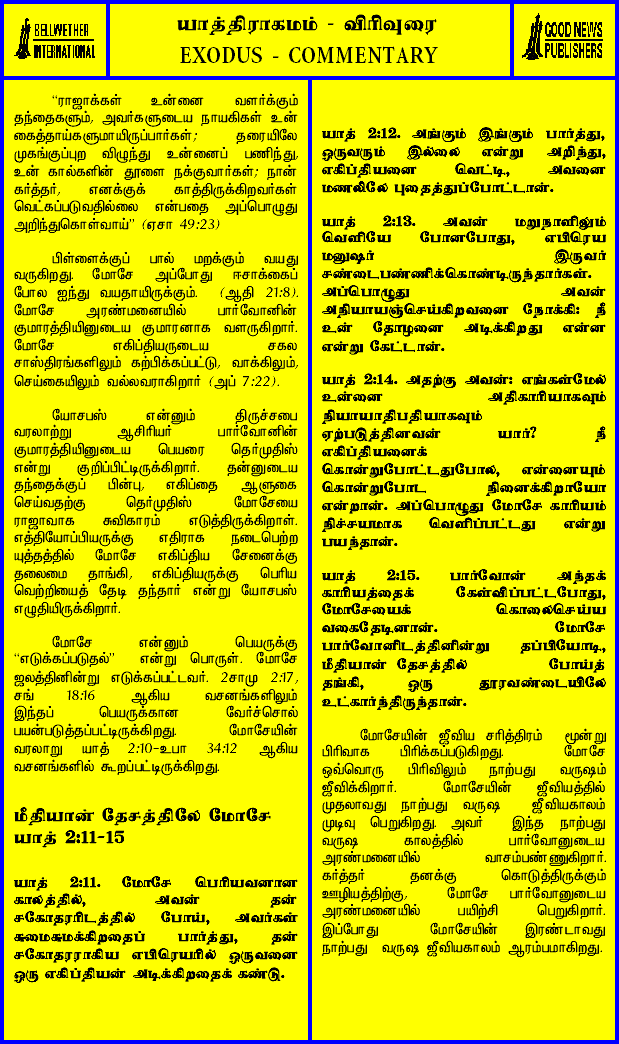 BELLWETHER
INTERNATIONAL
யாத்திராகமம் - விரிவுரை
EXODUS - COMMENTARY
GOOD NEWS
PUBLISHERS
“ராஜாக்கள் உன்னை வளர்க்கும்
தந்தைகளும், அவர்களுடைய நாயகிகள் உன்
கைத்தாய்களுமாயிருப்பார்கள்; தரையிலே
முகங்குப்புற விழுந்து உன்னைப் பணிந்து,
உன் கால்களின் தூளை நக்குவார்கள்; நான்
கர்த்தர், எனக்குக் காத்திருக்கிறவர்கள்
வெட்கப்படுவதில்லை என்பதை அப்பொழுது
அறிந்துகொள்வாய்” (ஏசா 49:23)
பிள்ளைக்குப் பால் மறக்கும் வயது
வருகிறது. மோசே அப்போது ஈசாக்கைப்
போல ஐந்து வயதாயிருக்கும். (ஆதி 21:8).
மோசே அரண்மனையில் பார்வோனின்
குமாரத்தியினுடைய குமாரனாக வளருகிறார்.
மோசே எகிப்தியருடைய சகல
சாஸ்திரங்களிலும் கற்பிக்கப்பட்டு, வாக்கிலும்,
செய்கையிலும் வல்லவராகிறார் (அப் 7:22).
யோசபஸ் என்னும் திருச்சபை
வரலாற்று ஆசிரியர் பார்வோனின்
குமாரத்தியினுடைய பெயரை தெர்முதிஸ்
என்று குறிப்பிட்டிருக்கிறார். தன்னுடைய
தந்தைக்குப் பின்பு, எகிப்தை ஆளுகை
செய்வதற்கு தெர்முதிஸ் மோசேயை
ராஜாவாக சுவிகாரம் எடுத்திருக்கிறாள்.
எத்தியோப்பியருக்கு எதிராக நடைபெற்ற
யுத்தத்தில் மோசே எகிப்திய சேனைக்கு
தலைமை தாங்கி, எகிப்தியருக்கு பெரிய
வெற்றியைத் தேடி தந்தார் என்று யோசபஸ்
எழுதியிருக்கிறார்.
மோசே என்னும் பெயருக்கு
“எடுக்கப்படுதல்” என்று பொருள். மோசே
ஜலத்தினின்று எடுக்கப்பட்டவர். 2சாமு 2:17,
சங் 18:16 ஆகிய வசனங்களிலும்
இந்தப் பெயருக்கான வேர்ச்சொல்
பயன்படுத்தப்பட்டிருக்கிறது. மோசேயின்
வரலாறு யாத் 2:10-உபா 34:12 ஆகிய
வசனங்களில் கூறப்பட்டிருக்கிறது.
மீதியான் தேசத்திலே மோசே
யாத் 2:11-15
யாத் 2:11. மோசே பெரியவனான
காலத்தில், அவன் தன்
சகோதரரிடத்தில் போய், அவர்கள்
சுமைசுமக்கிறதைப் பார்த்து, தன்
சகோதரராகிய எபிரெயரில் ஒருவனை
ஒரு எகிப்தியன் அடிக்கிறதைக் கண்டு.
யாத் 2:12. அங்கும் இங்கும் பார்த்து,
ஒருவரும் இல்லை என்று அறிந்து,
எகிப்தியனை வெட்டி, அவனை
மணலிலே புதைத்துப்போட்டான்.
யாத் 2:13. அவன் மறுநாளிலும்
வெளியே போனபோது, எபிரெய
மனுஷர் இருவர்
சண்டைபண்ணிக்கொண்டிருந்தார்கள்.
அப்பொழுது அவன்
அநியாயஞ்செய்கிறவனை நோக்கி: நீ
உன் தோழனை அடிக்கிறது என்ன
என்று கேட்டான்.
யாத் 2:14. அதற்கு அவன்: எங்கள்மேல்
உன்னை அதிகாரியாகவும்
நியாயாதிபதியாகவும்
ஏற்படுத்தினவன் யார்? நீ
எகிப்தியனைக்
கொன்றுபோட்டதுபோல, என்னையும்
கொன்றுபோட நினைக்கிறாயோ
என்றான். அப்பொழுது மோசே காரியம்
நிச்சயமாக வெளிப்பட்டது என்று
பயந்தான்.
யாத் 2:15. பார்வோன் அந்தக்
காரியத்தைக் கேள்விப்பட்டபோது,
மோசேயைக் கொலைசெய்ய
வகைதேடினான். மோசே
பார்வோனிடத்தினின்று தப்பியோடி,
மீதியான் தேசத்தில் போய்த்
தங்கி, ஒரு துரவண்டையிலே
உட்கார்ந்திருந்தான்.
மோசேயின் ஜீவிய சரித்திரம் மூன்று
பிரிவாக பிரிக்கப்படுகிறது. மோசே
ஒவ்வொரு பிரிவிலும் நாற்பது வருஷம்
ஜீவிக்கிறார். மோசேயின் ஜீவியத்தில்
முதலாவது நாற்பது வருஷ ஜீவியகாலம்
முடிவு பெறுகிறது. அவர் இந்த நாற்பது
வருஷ காலத்தில் பார்வோனுடைய
அரண்மனையில் வாசம்பண்ணுகிறார்.
கர்த்தர் தனக்கு கொடுத்திருக்கும்
ஊழியத்திற்கு, மோசே பார்வோனுடைய
அரண்மனையில் பயிற்சி பெறுகிறார்.
இப்போது மோசேயின் இரண்டாவது
நாற்பது வருஷ ஜீவியகாலம் ஆரம்பமாகிறது.